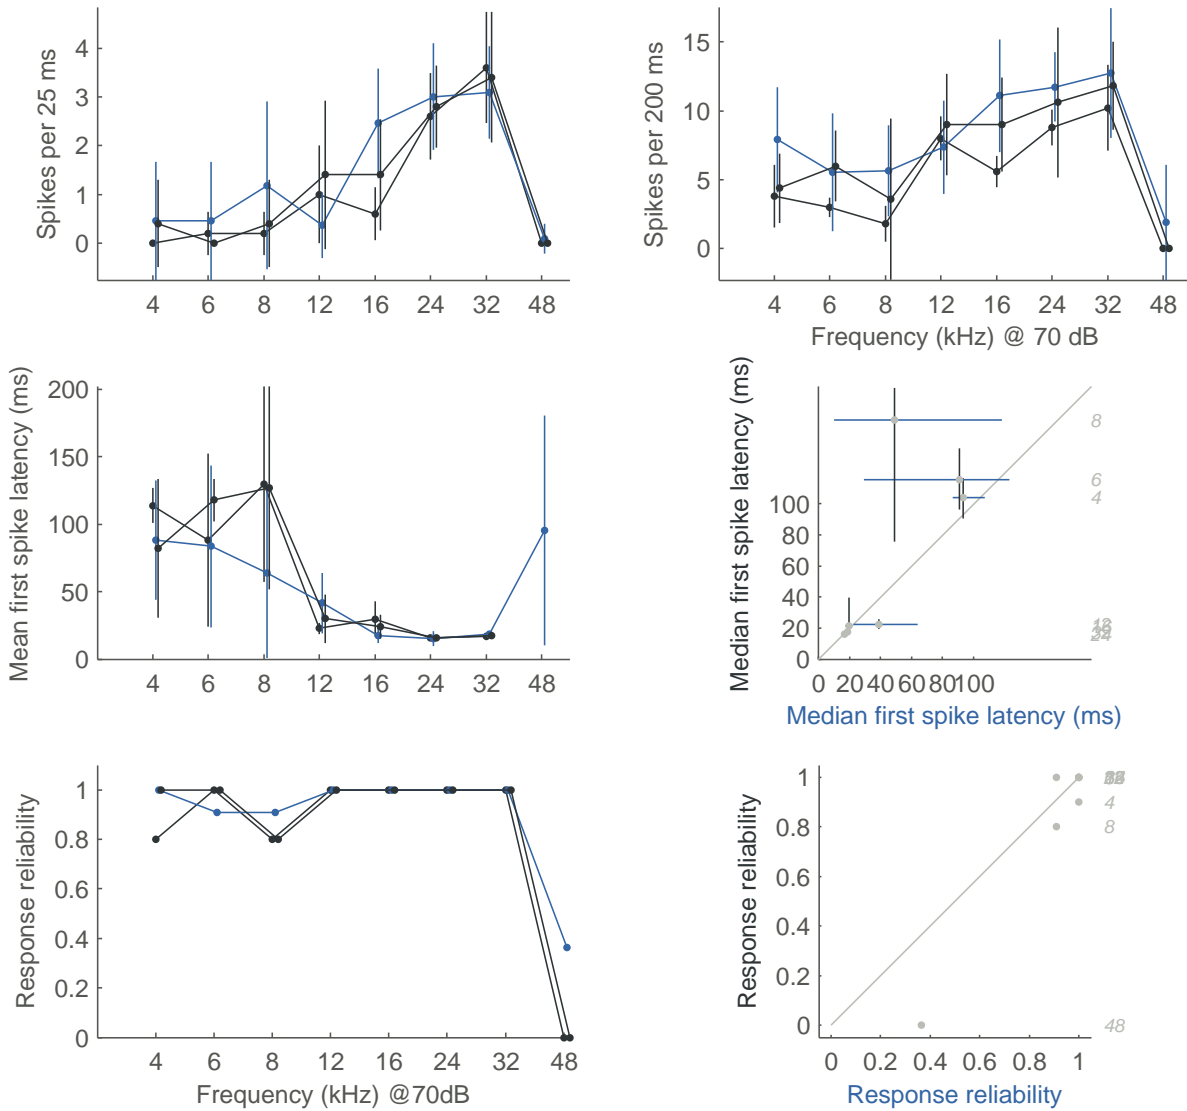 Spikes per 25 ms
4
3
2
1
0
4 6 8 12 16 24 32 48
Spikes per 200 ms
15
10
5
0
4 6 8 12 16 24 32 48
Frequency (kHz) @ 70 dB
Mean first spike latency (ms)
200
150
100
50
0
4 6 8 12 16 24 32 48
Median first spike latency (ms)
100
80
60
40
20
0
0 20 40 60 80 100
8
6
4
24
Median first spike latency (ms)
Response reliability
1
0.8
0.6
0.4
0.2
0
4 6 8 12 16 24 32 48
Frequency (kHz) @70dB
Response reliability
1
0.8
0.6
0.4
0.2
0
0 0.2 0.4 0.6 0.8 1
4
8
48
Response reliability